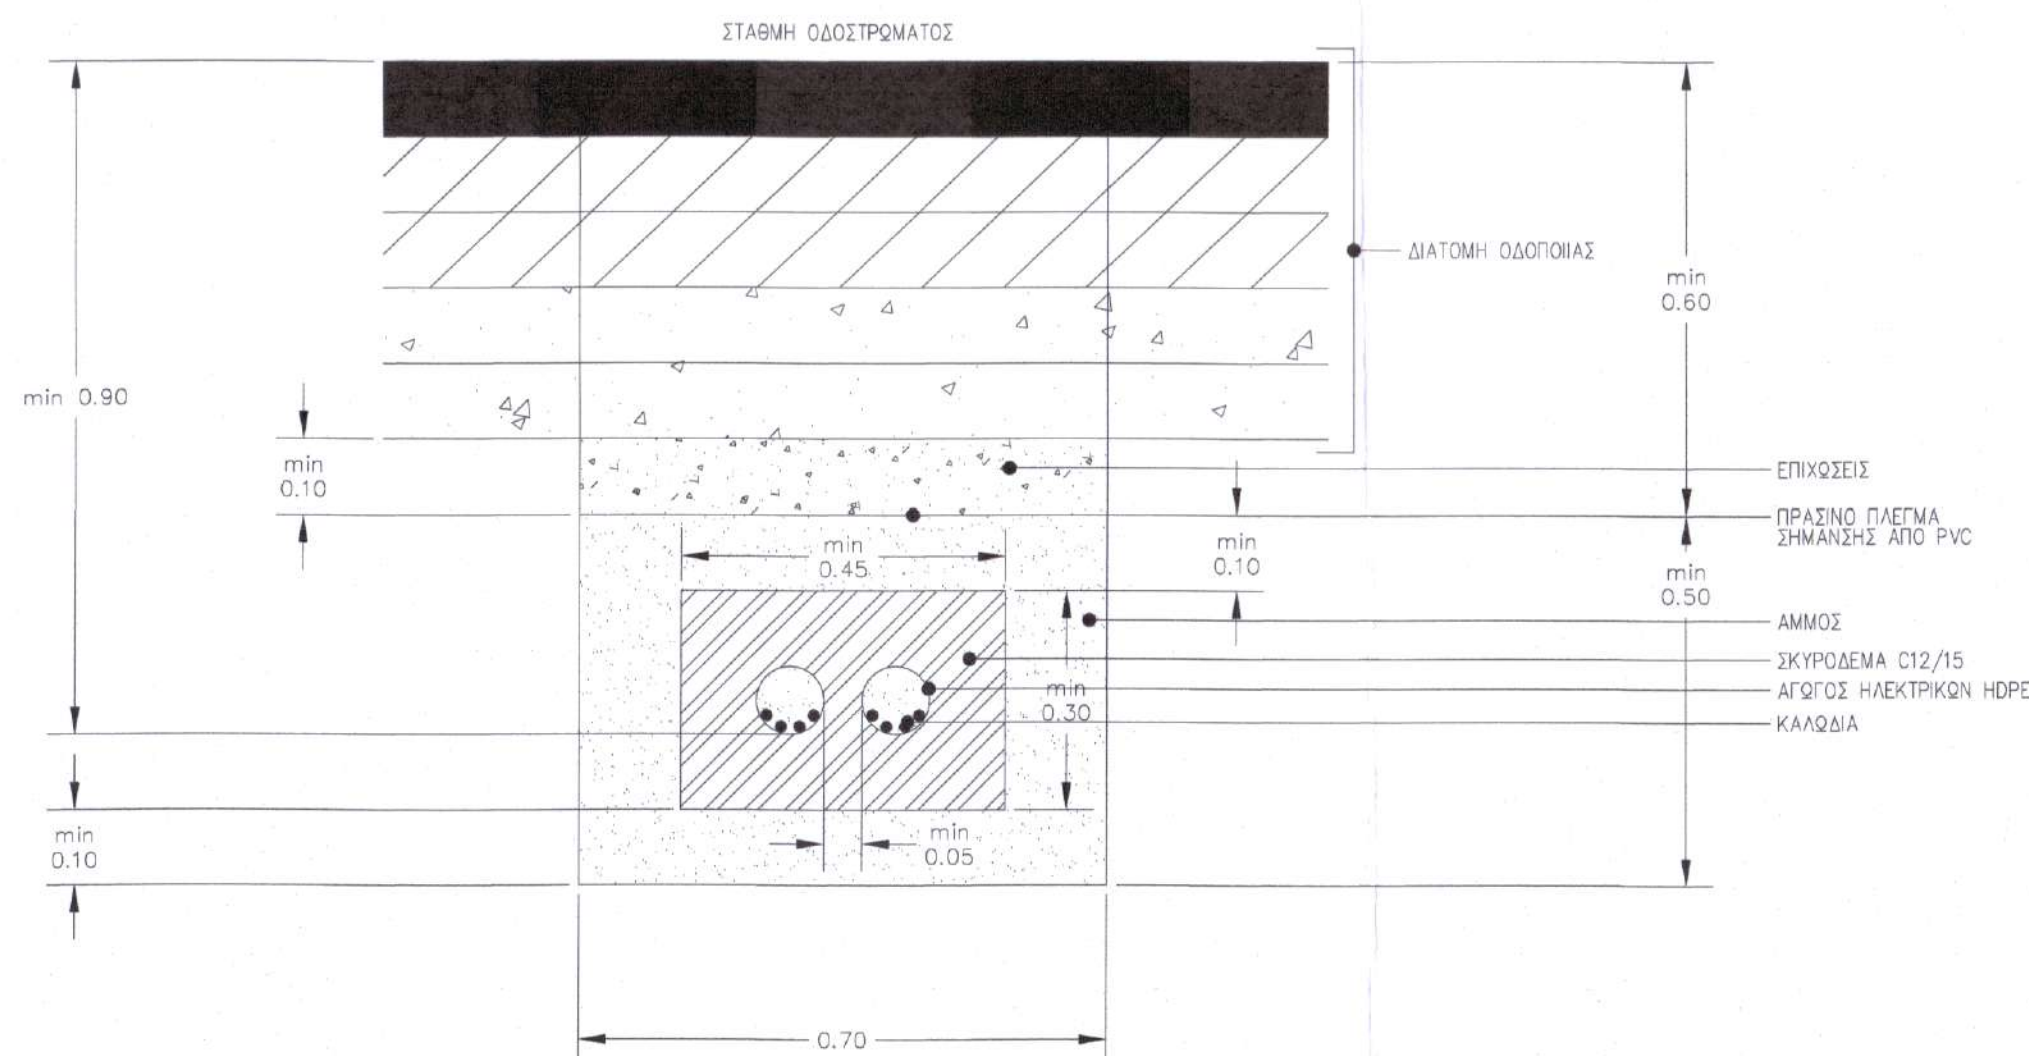 ΣΤΑΘΜΗ ΟΔΟΣΤΡΩΜΑΤΟΣ
ΔΙΑΤΟΜΗ ΟΔΟΠΟΙΙΑΣ
min
0.60
min 0.90
min
0.10
ΕΠΙΧΩΣΕΙΣ
ΠΡΑΣΙΝΟ ΠΛΕΓΜΑ
ΣΗΜΑΝΣΗΣ ΑΠΟ PVC
min
0.45
min
0.10
min
0.50
ΑΜΜΟΣ
ΣΚΥΡΟΔΕΜΑ C12/15
ΑΓΩΓΟΣ ΗΛΕΚΤΡΙΚΩΝ HDPE
min
0.30
ΚΑΛΩΔΙΑ
min
0.10
min
0.05
0.70